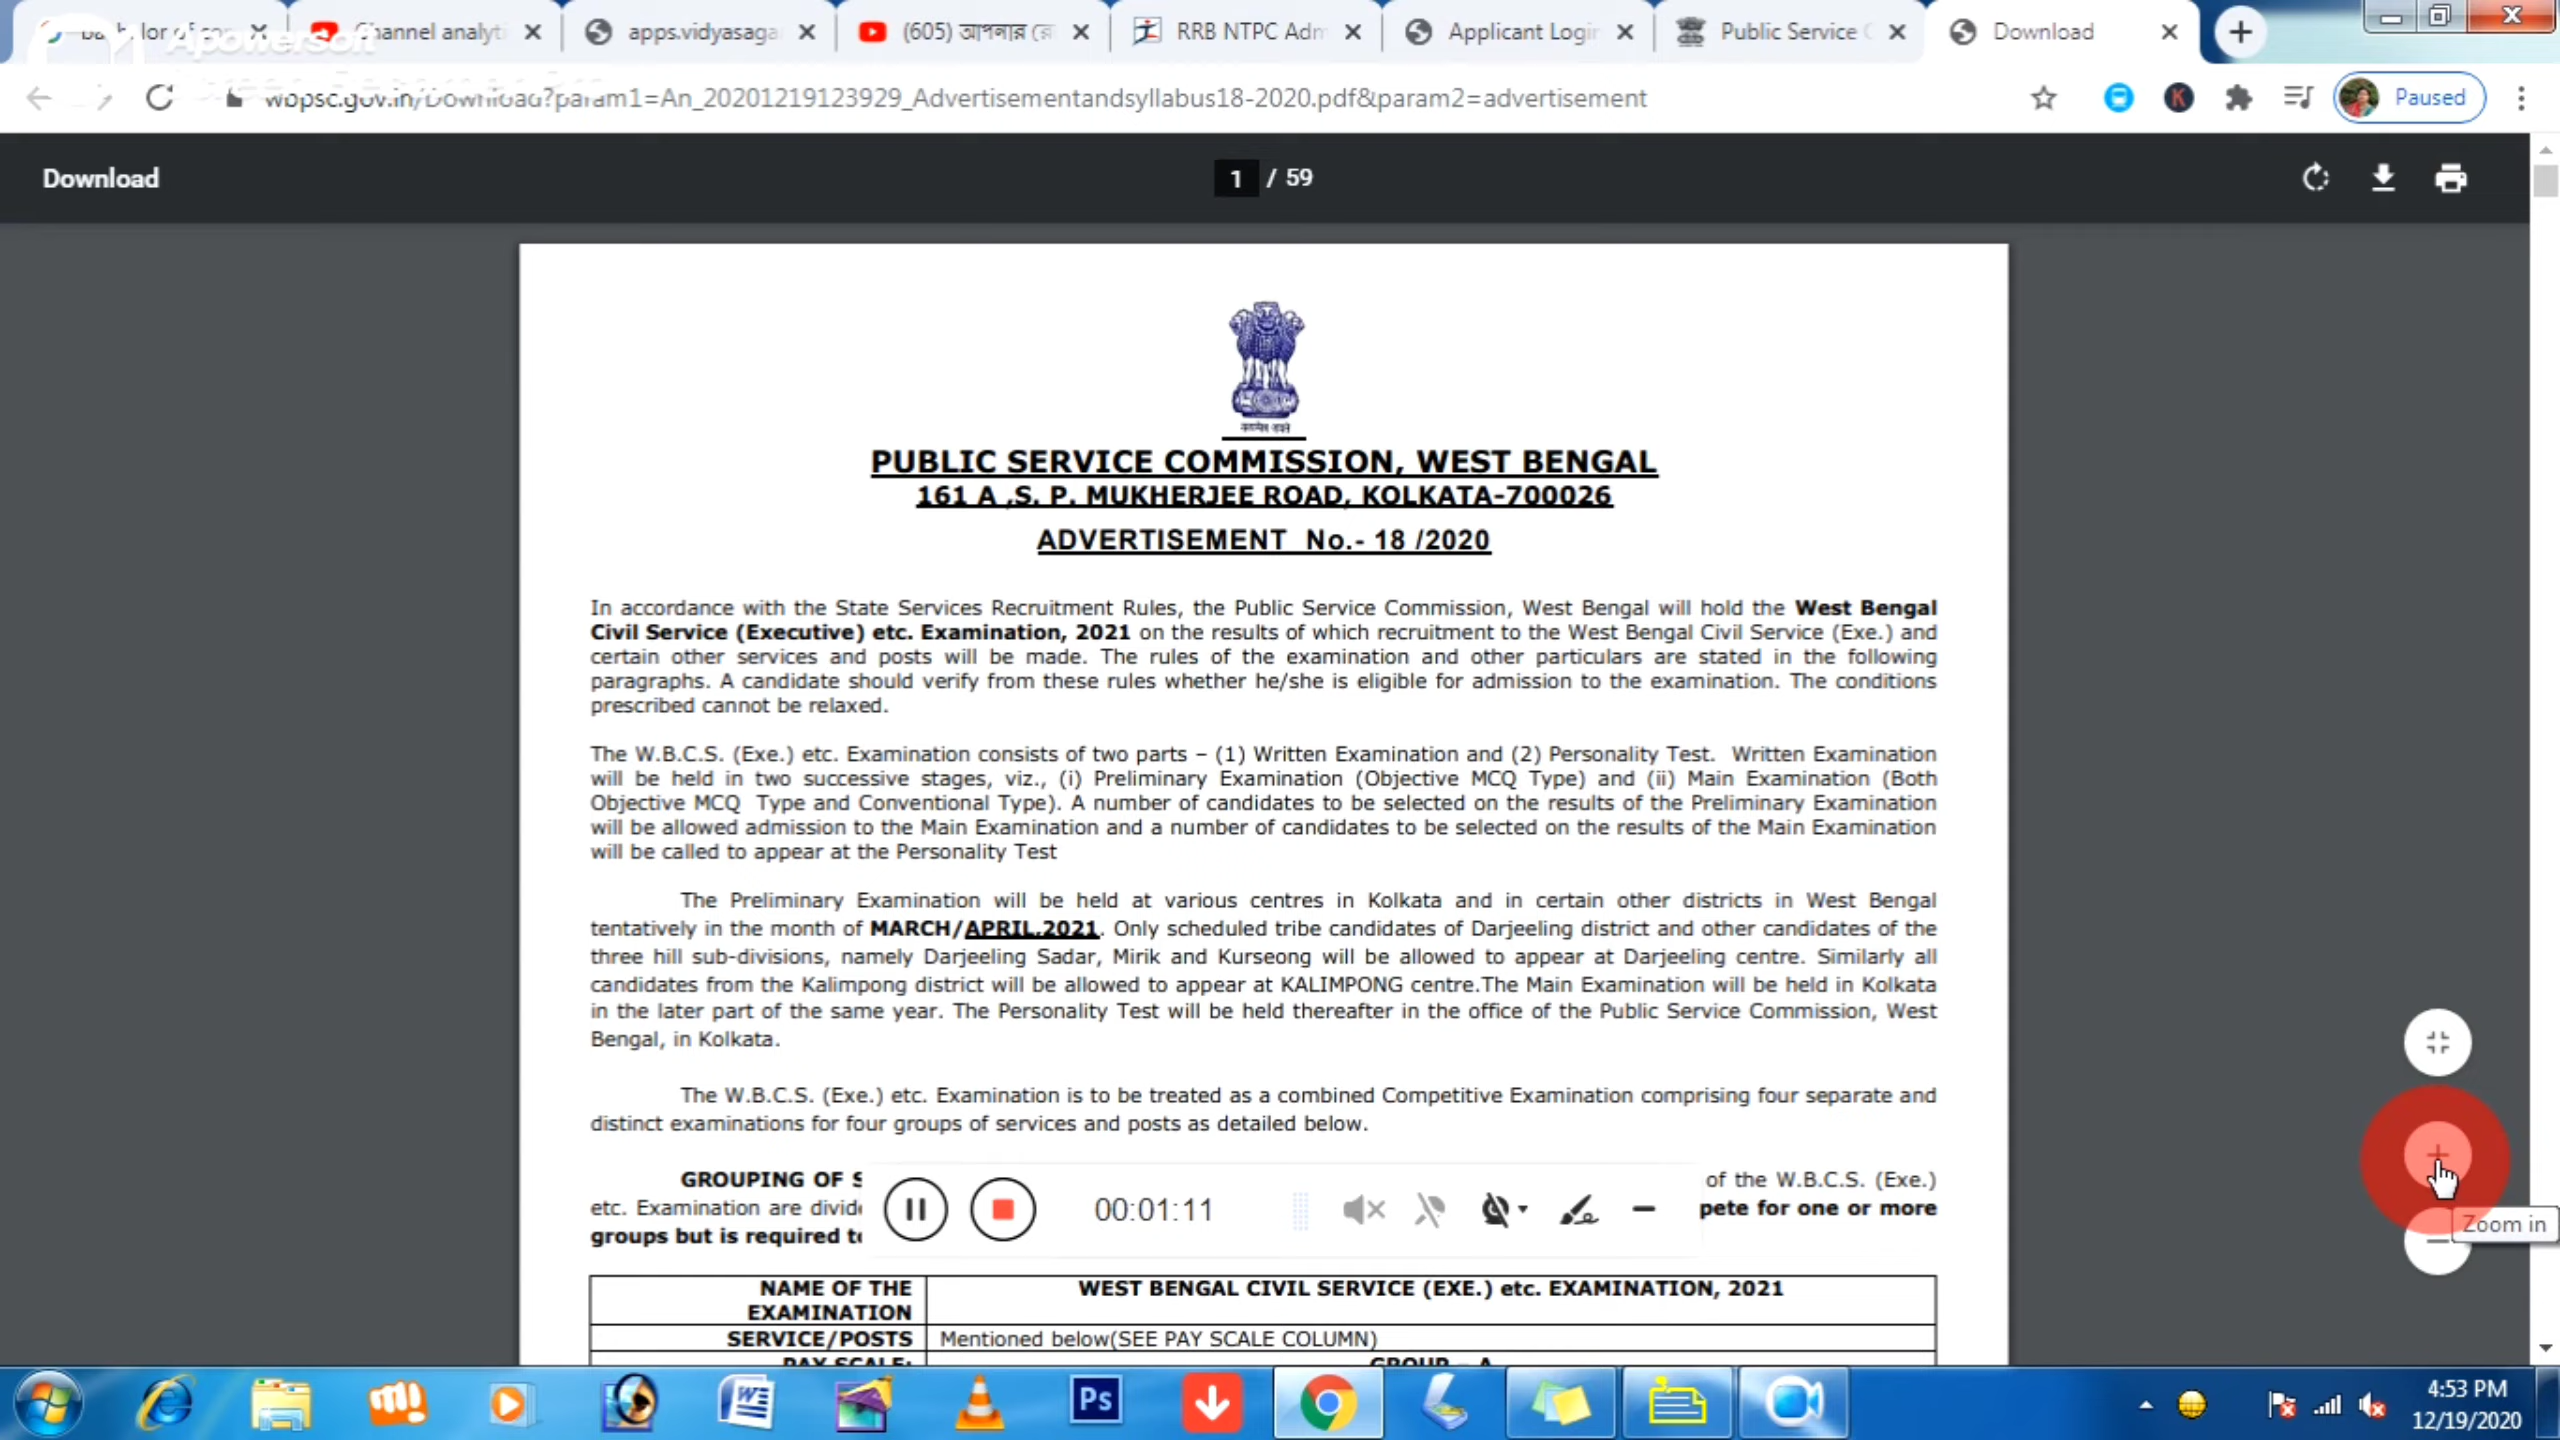 Channel analyt
apps.vidyasaga
(605) আপনার
RRB NTPC Adm
Applicant Login
Public Service
Download
Apowersoft
wbpsc.gov.in/Download?param1=An_20201219123929_Advertisementandsyllabus18-2020.pdf&param2=advertisement
Paused
Download
1 / 59
सत्यमेव जयते
PUBLIC SERVICE COMMISSION, WEST BENGAL
161 A ,S. P. MUKHERJEE ROAD, KOLKATA-700026
ADVERTISEMENT No.- 18 /2020
In accordance with the State Services Recruitment Rules, the Public Service Commission, West Bengal will hold the West Bengal
Civil Service (Executive) etc. Examination, 2021 on the results of which recruitment to the West Bengal Civil Service (Exe.) and
certain other services and posts will be made. The rules of the examination and other particulars are stated in the following
paragraphs. A candidate should verify from these rules whether he/she is eligible for admission to the examination. The conditions
prescribed cannot be relaxed.
The W.B.C.S. (Exe.) etc. Examination consists of two parts – (1) Written Examination and (2) Personality Test. Written Examination
will be held in two successive stages, viz., (i) Preliminary Examination (Objective MCQ Type) and (ii) Main Examination (Both
Objective MCQ Type and Conventional Type). A number of candidates to be selected on the results of the Preliminary Examination
will be allowed admission to the Main Examination and a number of candidates to be selected on the results of the Main Examination
will be called to appear at the Personality Test
The Preliminary Examination will be held at various centres in Kolkata and in certain other districts in West Bengal
tentatively in the month of MARCH/APRIL,2021. Only scheduled tribe candidates of Darjeeling district and other candidates of the
three hill sub-divisions, namely Darjeeling Sadar, Mirik and Kurseong will be allowed to appear at Darjeeling centre. Similarly all
candidates from the Kalimpong district will be allowed to appear at KALIMPONG centre.The Main Examination will be held in Kolkata
in the later part of the same year. The Personality Test will be held thereafter in the office of the Public Service Commission, West
Bengal, in Kolkata.
The W.B.C.S. (Exe.) etc. Examination is to be treated as a combined Competitive Examination comprising four separate and
distinct examinations for four groups of services and posts as detailed below.
GROUPING OF S of the W.B.C.S. (Exe.)
etc. Examination are divide pete for one or more
groups but is required to
00:01:11
Zoom in
NAME OF THE EXAMINATION WEST BENGAL CIVIL SERVICE (EXE.) etc. EXAMINATION, 2021
SERVICE/POSTS Mentioned below(SEE PAY SCALE COLUMN)
PAY SCALE: GROUP – A
Ps
4:53 PM
12/19/2020